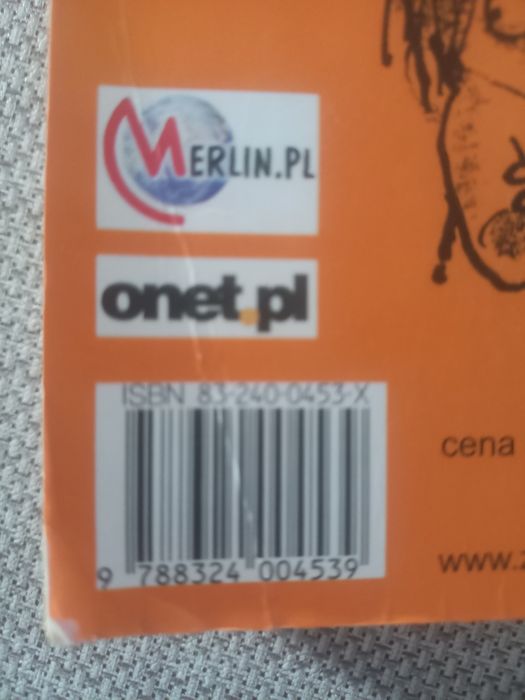 MERLIN.PL
onet.pl
ISBN 83-240-0453-X
cena
9 788324 004539
www.z